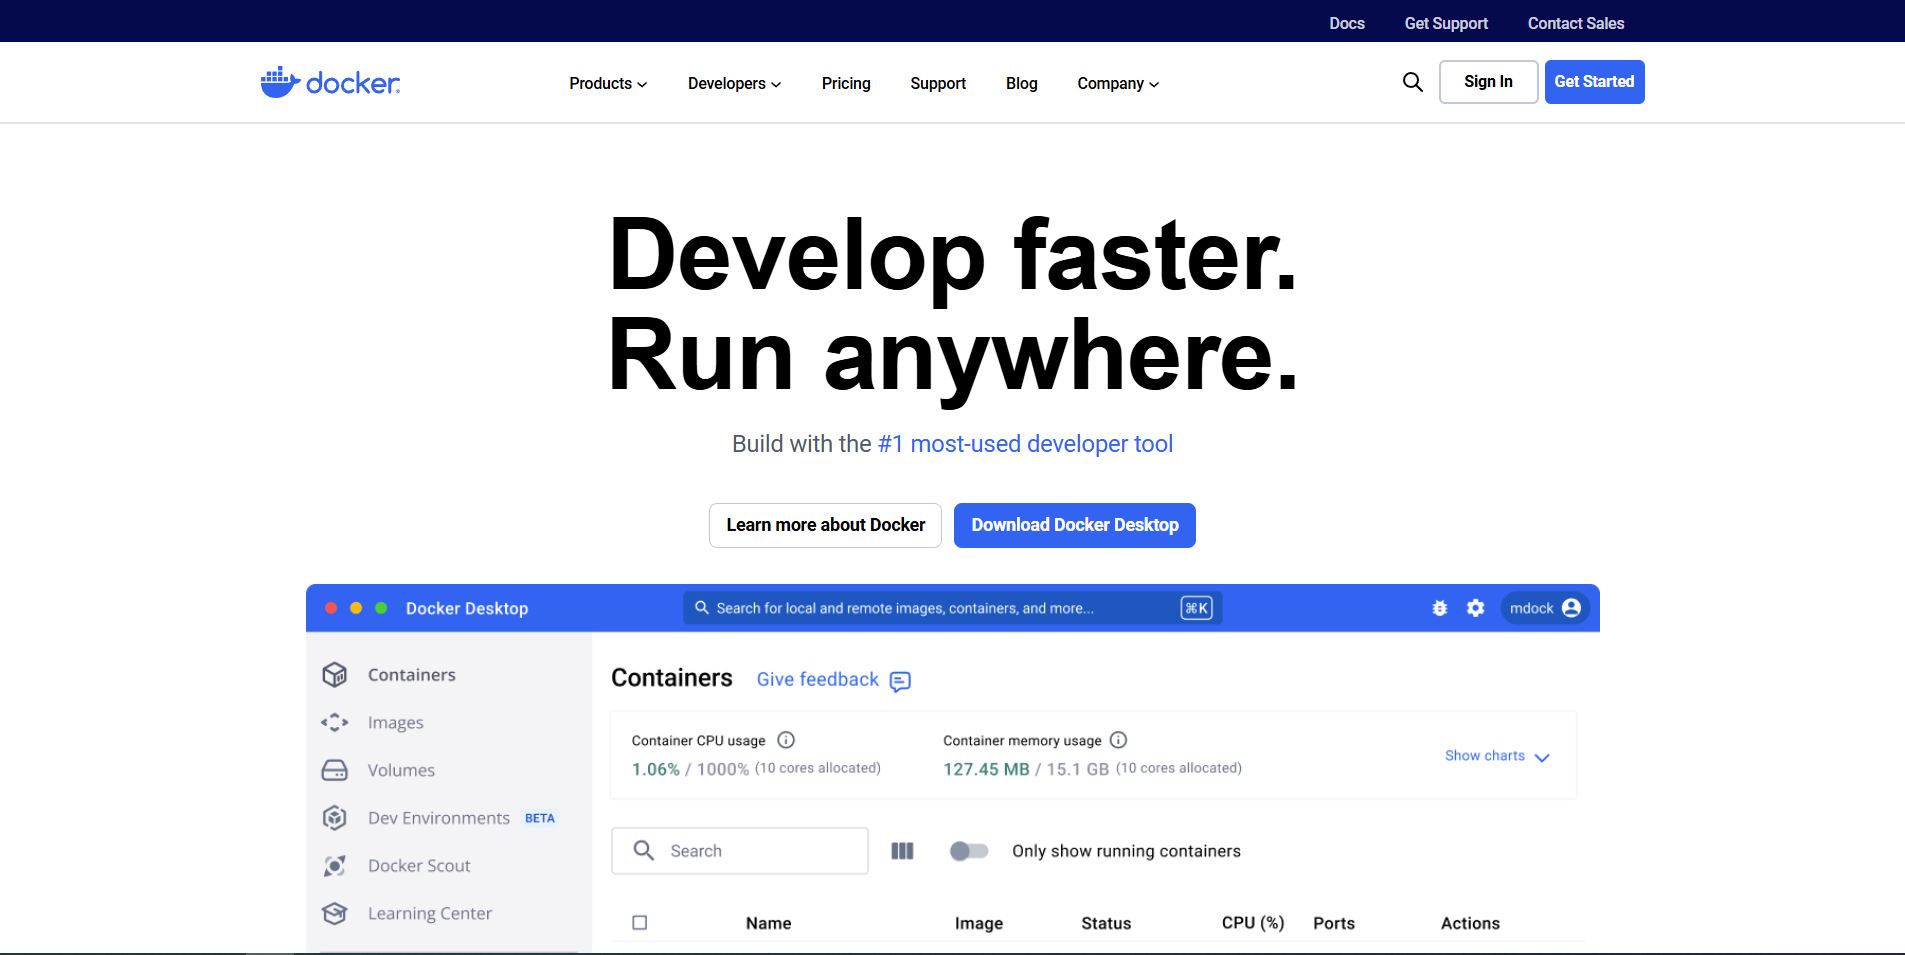 Docs Get Support Contact Sales
docker Products Developers Pricing Support Blog Company Sign In Get Started
Develop faster.
Run anywhere.
Build with the #1 most-used developer tool
Learn more about Docker Download Docker Desktop
Docker Desktop Search for local and remote images, containers, and more... ⌘K mdock
Containers
Images
Volumes
Dev Environments BETA
Docker Scout
Learning Center
Containers Give feedback
Container CPU usage Container memory usage
1.06% / 1000% (10 cores allocated) 127.45 MB / 15.1 GB (10 cores allocated) Show charts
Search Only show running containers
Name Image Status CPU (%) Ports Actions